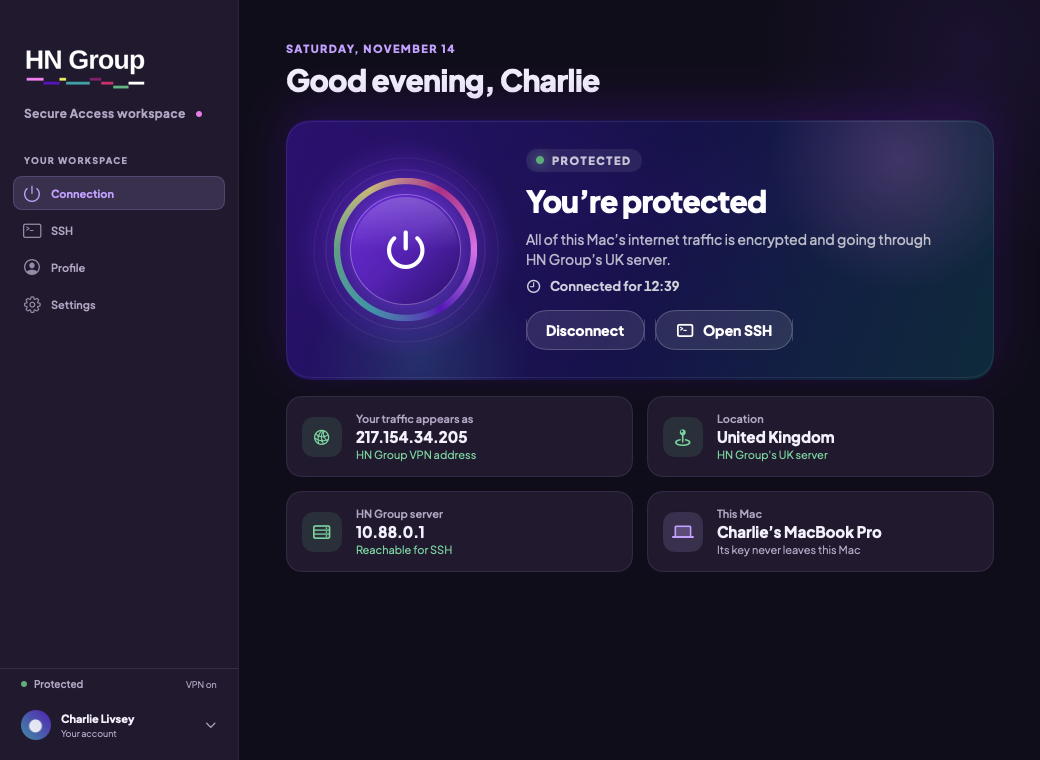 HN Group
Secure Access workspace
YOUR WORKSPACE
Connection
SSH
Profile
Settings
Protected
VPN on
Charlie Livsey
Your account
SATURDAY, NOVEMBER 14
Good evening, Charlie
PROTECTED
You’re protected
All of this Mac’s internet traffic is encrypted and going through
HN Group’s UK server.
Connected for 12:39
Disconnect
Open SSH
Your traffic appears as
217.154.34.205
HN Group VPN address
Location
United Kingdom
HN Group’s UK server
HN Group server
10.88.0.1
Reachable for SSH
This Mac
Charlie’s MacBook Pro
Its key never leaves this Mac